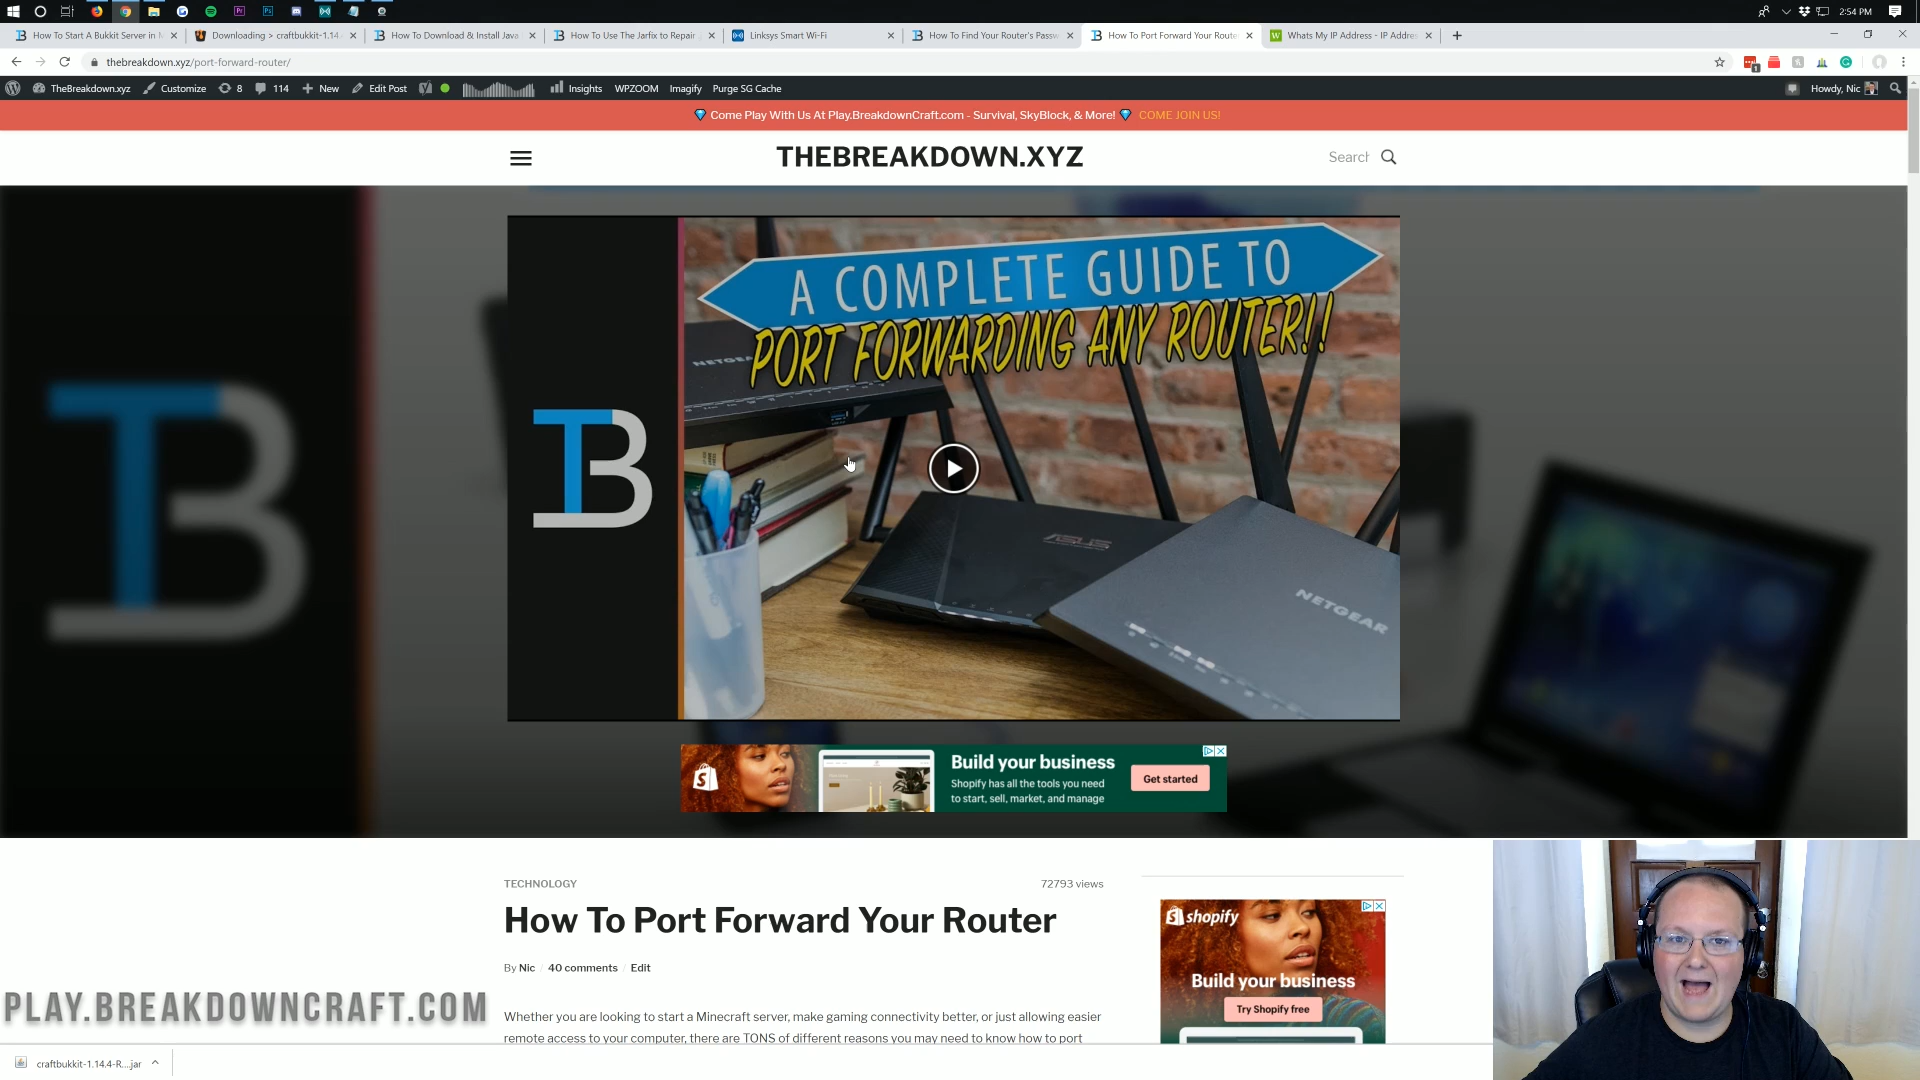 2:54 PM
How To Start A Bukkit Server in M
Downloading > craftbukkit-1.14
How To Download & Install Java
How To Use The Jarfix to Repair
Linksys Smart Wi-Fi
How To Find Your Router's Passw
How To Port Forward Your Route
Whats My IP Address - IP Addres
thebreakdown.xyz/port-forward-router/
TheBreakdown.xyz
Customize
8
114
New
Edit Post
Insights
WPZOOM
Imagify
Purge SG Cache
Howdy, Nic
Come Play With Us At Play.BreakdownCraft.com - Survival, SkyBlock, & More!
COME JOIN US!
THEBREAKDOWN.XYZ
Search
A COMPLETE GUIDE TO
PORT FORWARDING ANY ROUTER!!
TB
ASUS
NETGEAR
Build your business
Shopify has all the tools you need
to start, sell, market, and manage
Get started
TECHNOLOGY
72793 views
How To Port Forward Your Router
By Nic / 40 comments / Edit
Whether you are looking to start a Minecraft server, make gaming connectivity better, or just allowing easier
remote access to your computer, there are TONS of different reasons you may need to know how to port
shopify
Build your business
Try Shopify free
PLAY.BREAKDOWNCRAFT.COM
craftbukkit-1.14.4-R....jar